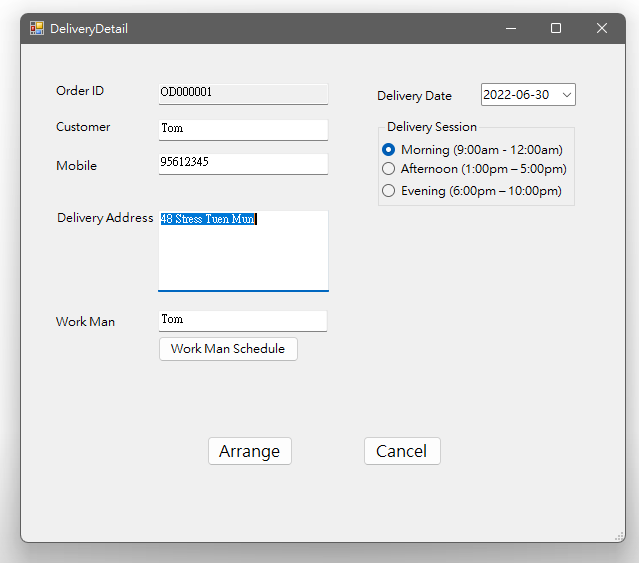 DeliveryDetail
Order ID
OD000001
Customer
Tom
Mobile
95612345
Delivery Address
48 Stress Tuen Mun
Work Man
Tom
Work Man Schedule
Delivery Date
2022-06-30
Delivery Session
Morning (9:00am - 12:00am)
Afternoon (1:00pm – 5:00pm)
Evening (6:00pm – 10:00pm)
Arrange
Cancel